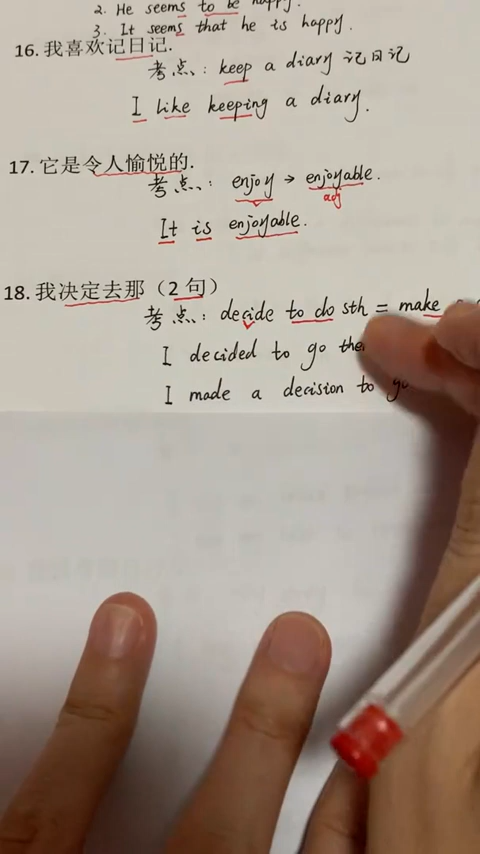 2. He seems to be happy.
3. It seems that he is happy.
16. 我喜欢记日记.
考点: keep a diary 记日记
I like keeping a diary.
17. 它是令人愉悦的.
考点: enjoy → enjoyable.
adj
It is enjoyable.
18. 我决定去那（2 句）
考点: decide to do sth = make
I decided to go
I made a decision to go